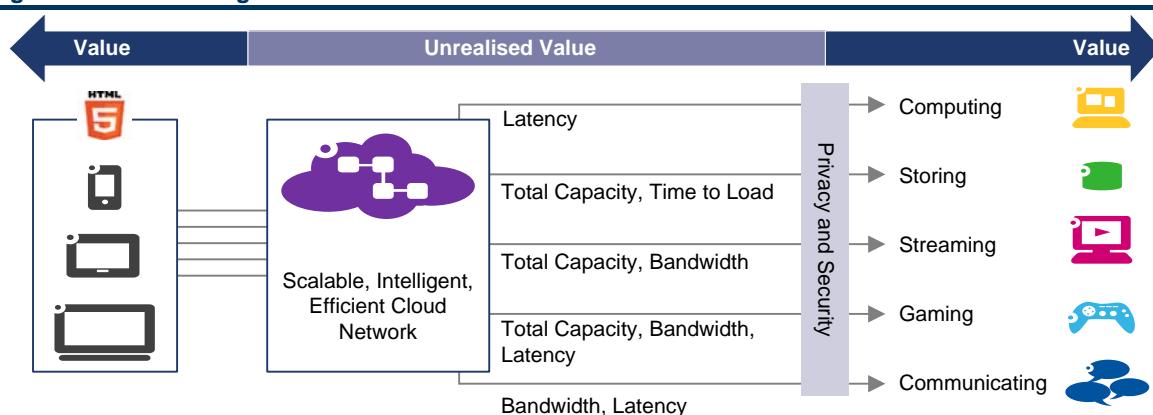 Value
Unrealised Value
Value
HTML
5
Latency
Computing
Total Capacity, Time to Load
Storing
Total Capacity, Bandwidth
Streaming
Scalable, Intelligent,
Efficient Cloud
Network
Total Capacity, Bandwidth,
Latency
Gaming
Bandwidth, Latency
Communicating
Privacy and Security